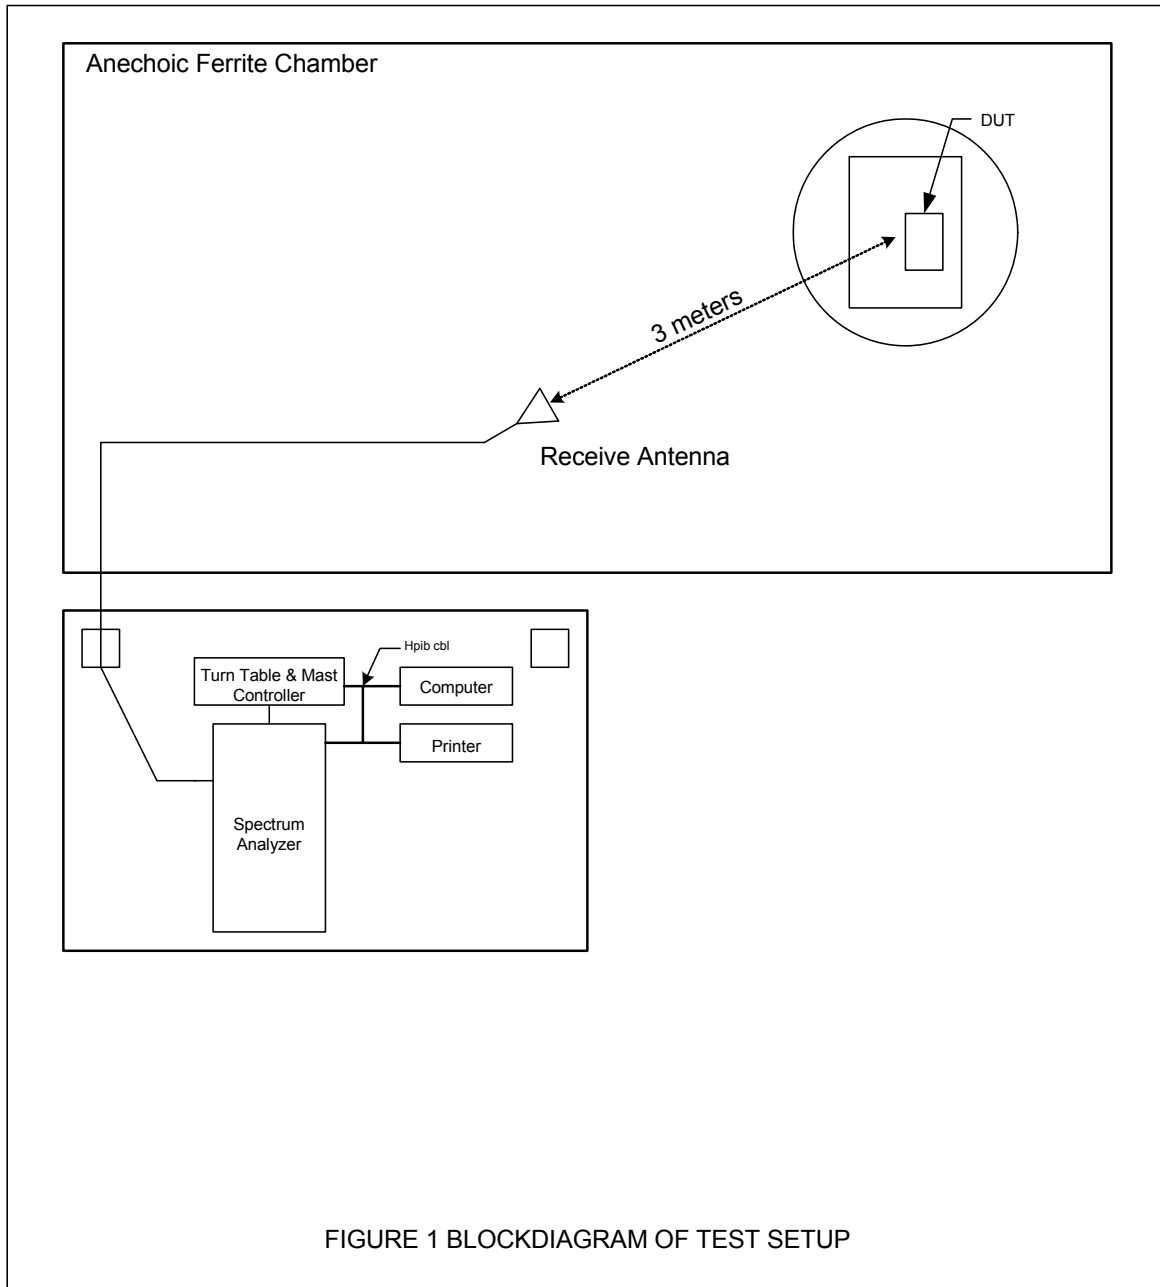 Anechoic Ferrite Chamber
DUT
3 meters
Receive Antenna
Hpib cbl
Turn Table & Mast
Controller
Computer
Printer
Spectrum
Analyzer
FIGURE 1 BLOCKDIAGRAM OF TEST SETUP